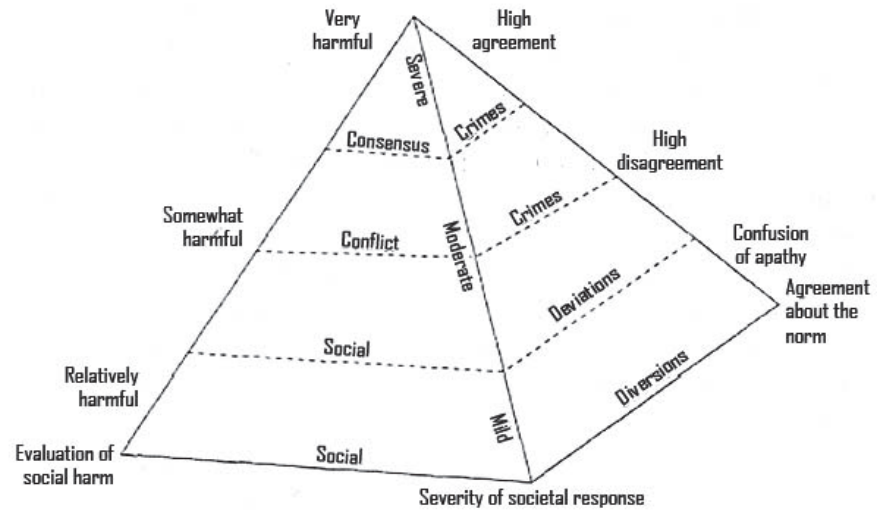 Very
harmful
High
agreement
Severe
Consensus
Crimes
High
disagreement
Somewhat
harmful
Conflict
Moderate
Crimes
Confusion
of apathy
Agreement
about the
norm
Social
Deviations
Relatively
harmful
Mild
Diversions
Evaluation of
social harm
Social
Severity of societal response